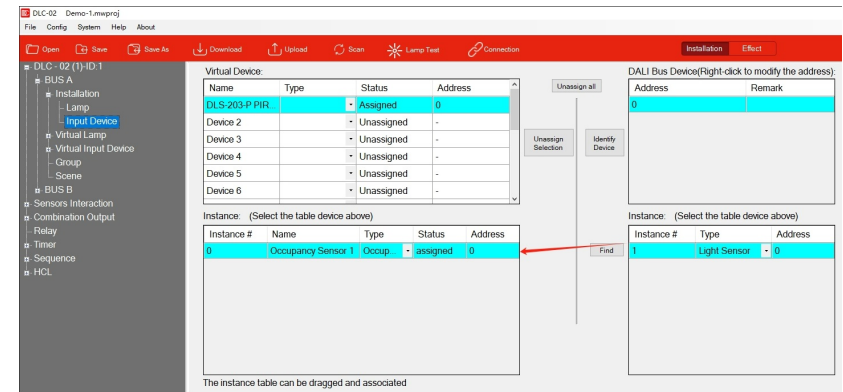 DLC-02 Demo-1.mwproj
File Config System Help About
Open Save Save As Download Upload Scan Lamp Test Connection Installation Effect
DLC - 02 (1)-ID:1
BUS A
Installation
Lamp
Input Device
Virtual Lamp
Virtual Input Device
Group
Scene
BUS B
Sensors Interaction
Combination Output
Relay
Timer
Sequence
HCL
Virtual Device:
Name Type Status Address
DLS-203-P PIR... Assigned 0
Device 2 Unassigned -
Device 3 Unassigned -
Device 4 Unassigned -
Device 5 Unassigned -
Device 6 Unassigned -
Instance: (Select the table device above)
Instance # Name Type Status Address
0 Occupancy Sensor 1 Occup... assigned 0
The instance table can be dragged and associated
Unassign all
Unassign Selection
Identify Device
Find
DALI Bus Device(Right-click to modify the address):
Address Remark
0
Instance: (Select the table device above)
Instance # Type Address
1 Light Sensor 0